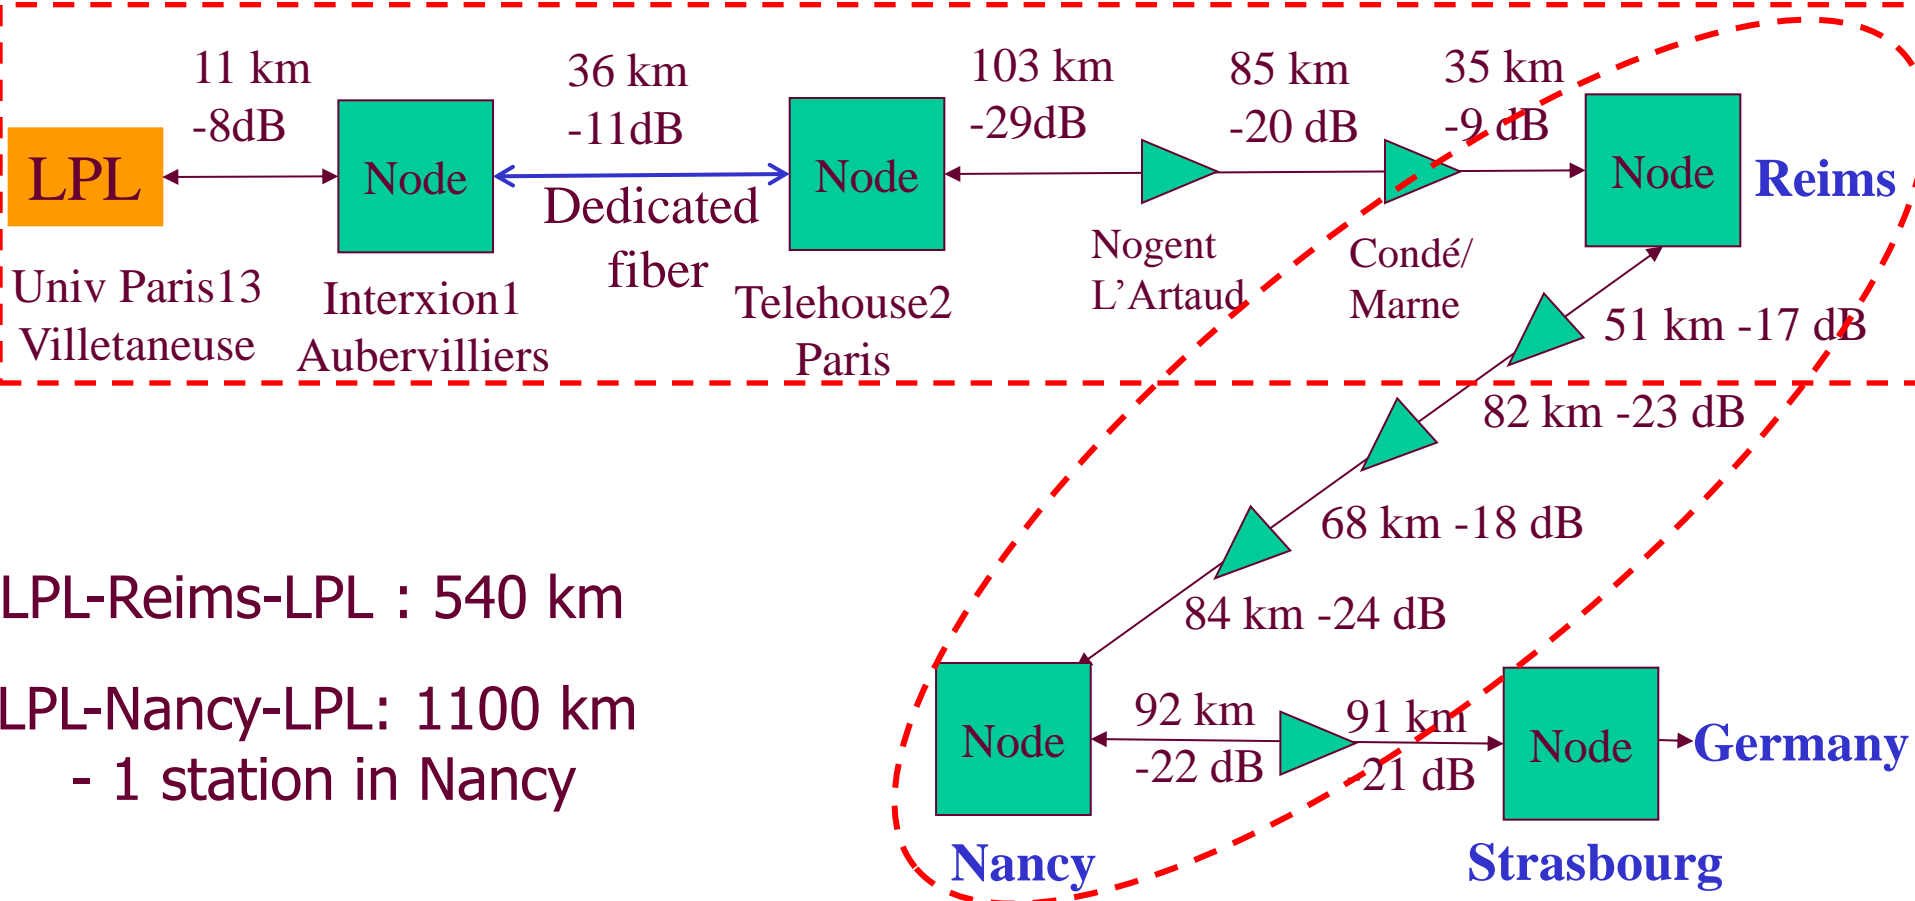 11 km
-8dB
36 km
-11dB
103 km
-29dB
85 km
-20 dB
35 km
-9 dB
LPL
Node
Node
Node
Reims
Dedicated
fiber
Univ Paris13
Villetaneuse
Interxion1
Aubervilliers
Telehouse2
Paris
Nogent
L'Artaud
Condé/
Marne
51 km -17 dB
82 km -23 dB
68 km -18 dB
84 km -24 dB
LPL-Reims-LPL : 540 km
LPL-Nancy-LPL: 1100 km
- 1 station in Nancy
Node
92 km
-22 dB
91 km
-21 dB
Node
Germany
Nancy
Strasbourg